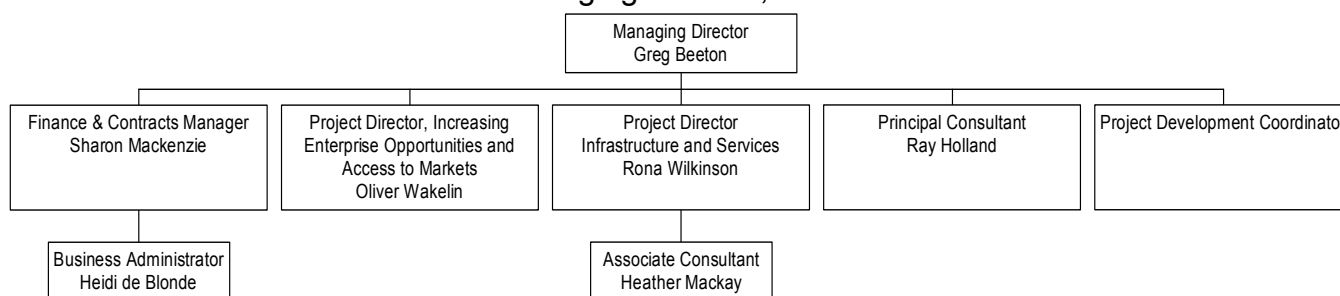 Managing Director
Greg Beeton
Finance & Contracts Manager
Sharon Mackenzie
Project Director, Increasing
Enterprise Opportunities and
Access to Markets
Oliver Wakelin
Project Director
Infrastructure and Services
Rona Wilkinson
Principal Consultant
Ray Holland
Project Development
Business Administrator
Heidi de Blonde
Associate Consultant
Heather Mackay